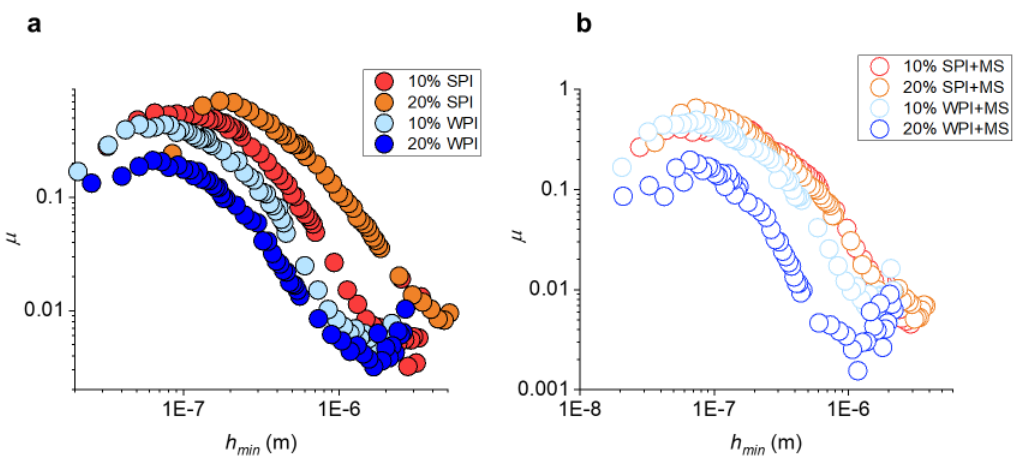 a
10% SPI
20% SPI
10% WPI
20% WPI
0.1
0.01
μ
1E-7
1E-6
h_min (m)
b
10% SPI+MS
20% SPI+MS
10% WPI+MS
20% WPI+MS
1
0.1
0.01
0.001
μ
1E-8
1E-7
1E-6
h_min (m)